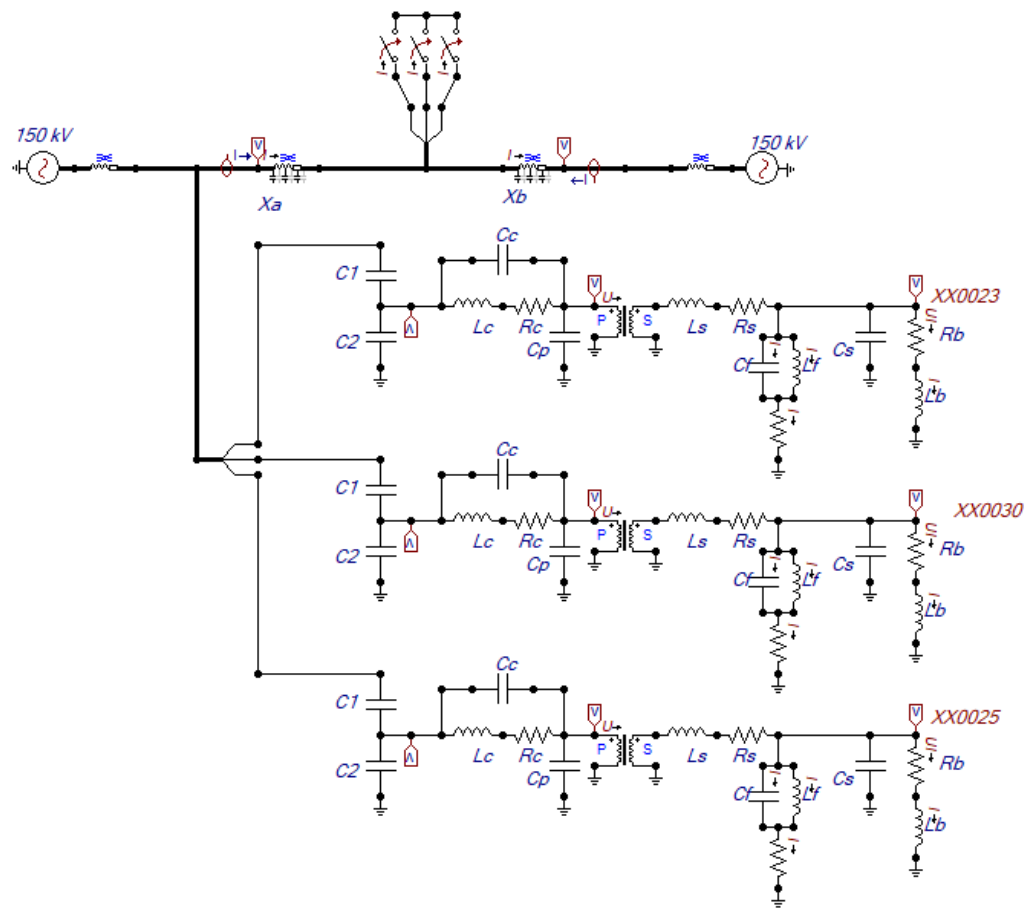 I I I
150 kV
150 kV
V
V
I
I
I
I
Xa
Xb
Cc
C1
V
V
XX0023
U
U
P
S
Lc
Rc
Ls
Rs
Rb
C2
V
Cp
Cf
I
I
Lf
Cs
I
Lb
I
Cc
C1
V
V
XX0030
U
U
P
S
Lc
Rc
Ls
Rs
Rb
C2
V
Cp
Cf
I
I
Lf
Cs
I
Lb
I
Cc
C1
V
V
XX0025
U
U
P
S
Lc
Rc
Ls
Rs
Rb
C2
V
Cp
Cf
I
I
Lf
Cs
I
Lb
I